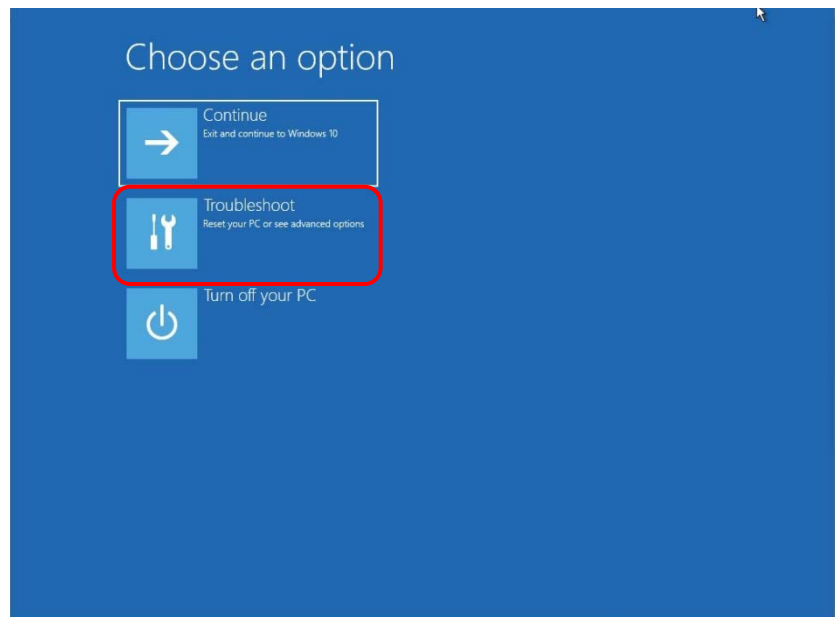 Choose an option
Continue
Exit and continue to Windows 10
Troubleshoot
Reset your PC or see advanced options
Turn off your PC